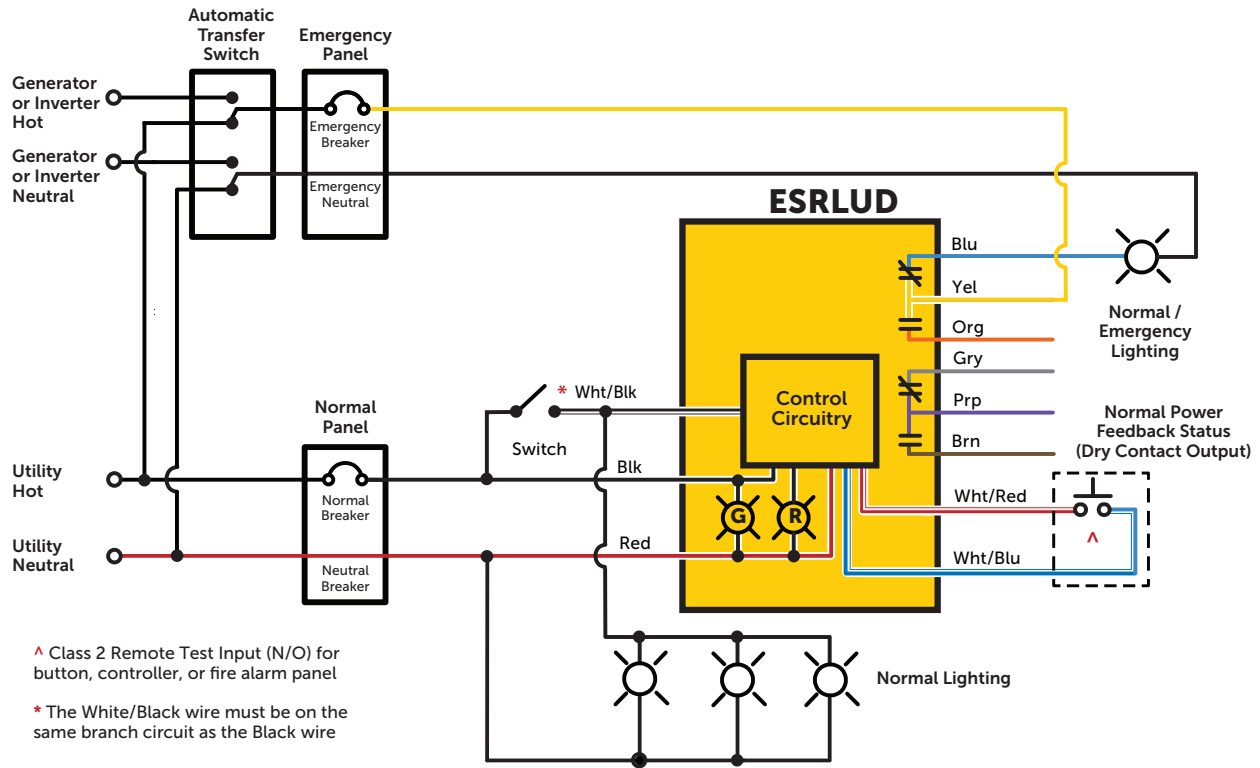 Automatic
Transfer
Switch
Emergency
Panel
Generator
or Inverter
Hot
Emergency
Breaker
Generator
or Inverter
Neutral
Emergency
Neutral
ESRLUD
Blu
Yel
Org
Gry
Prp
Brn
Normal /
Emergency
Lighting
Control
Circuitry
* Wht/Blk
Switch
Normal
Panel
Normal Power
Feedback Status
(Dry Contact Output)
Utility
Hot
Normal
Breaker
Blk
G
R
Wht/Red
^
Utility
Neutral
Neutral
Breaker
Red
Wht/Blu
^ Class 2 Remote Test Input (N/O) for
button, controller, or fire alarm panel
* The White/Black wire must be on the
same branch circuit as the Black wire
Normal Lighting